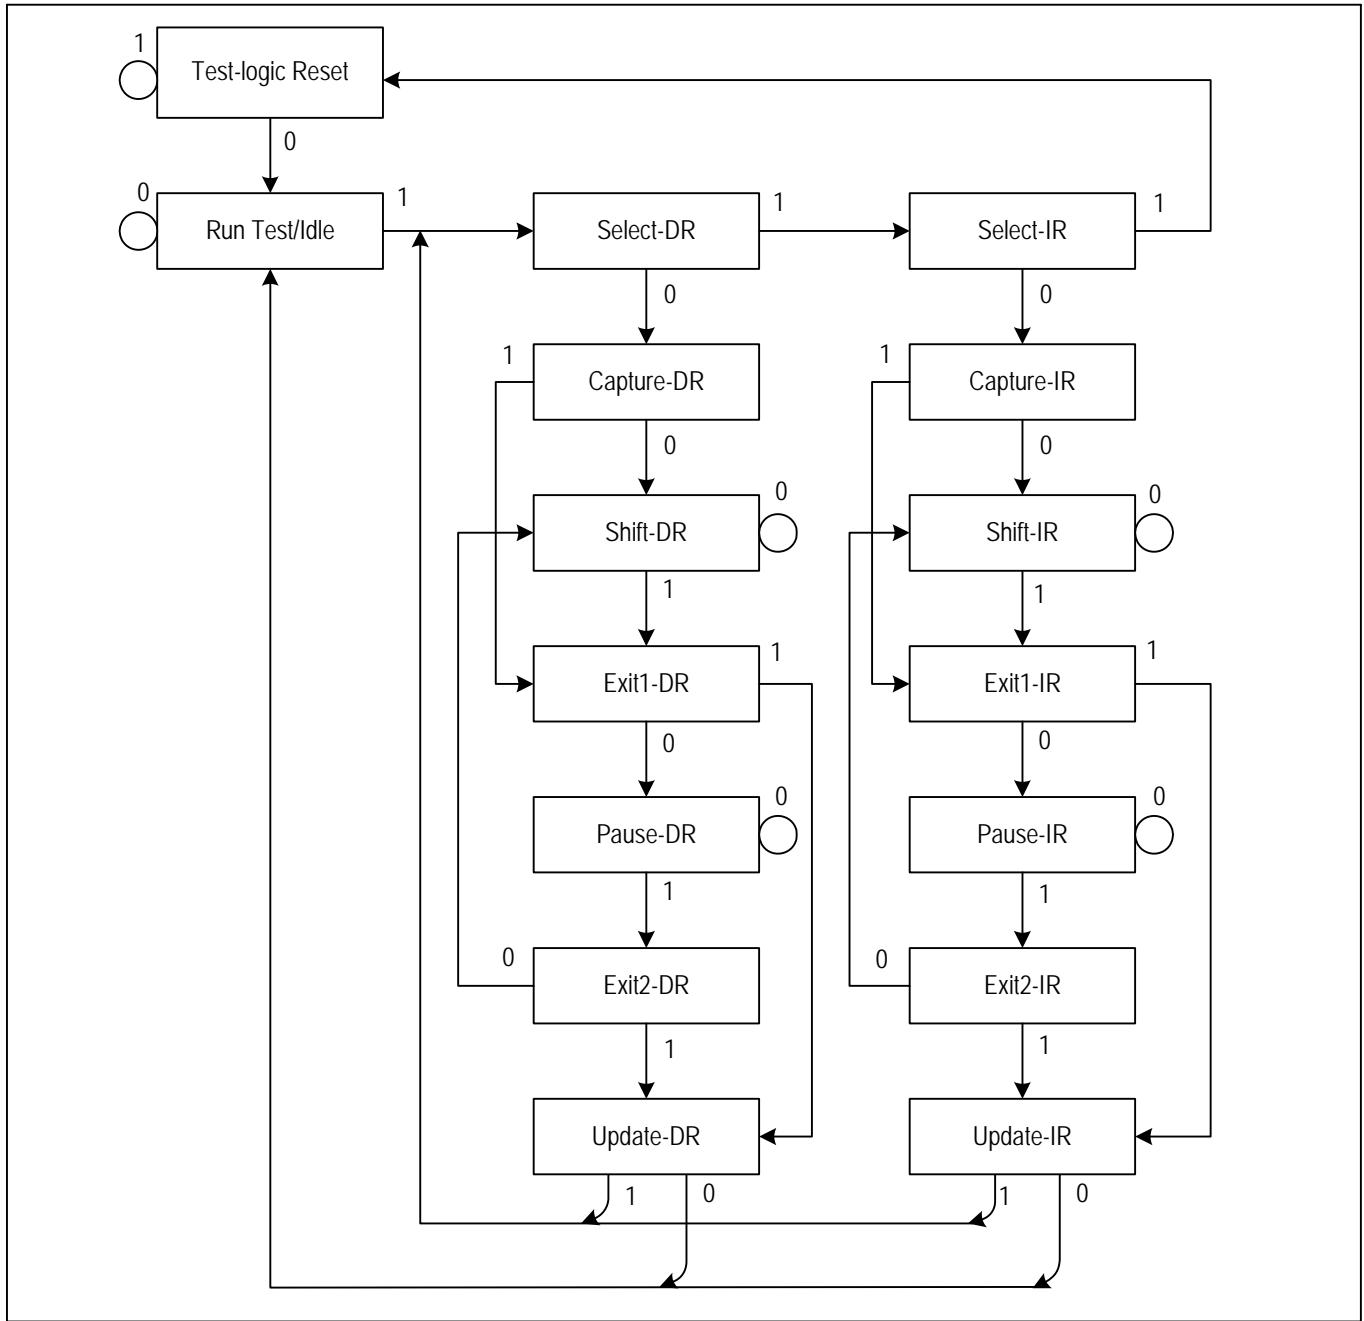 1
Test-logic Reset
0
0
Run Test/Idle
1
Select-DR
1
Select-IR
1
0
0
1
Capture-DR
1
Capture-IR
0
0
Shift-DR
0
Shift-IR
0
1
1
Exit1-DR
1
Exit1-IR
1
0
0
Pause-DR
0
Pause-IR
0
1
1
0
Exit2-DR
0
Exit2-IR
1
1
Update-DR
Update-IR
1
0
1
0